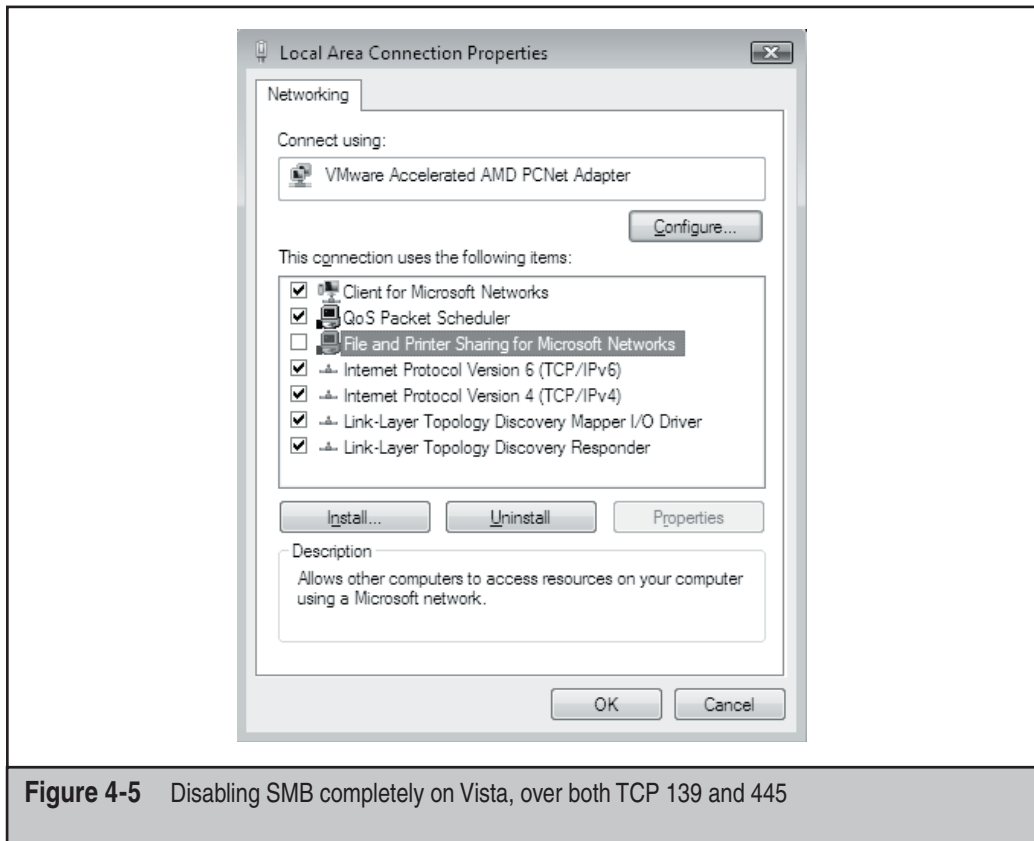 Local Area Connection Properties
Networking
Connect using:
VMware Accelerated AMD PCNet Adapter
Configure...
This connection uses the following items:
Client for Microsoft Networks
QoS Packet Scheduler
File and Printer Sharing for Microsoft Networks
Internet Protocol Version 6 (TCP/IPv6)
Internet Protocol Version 4 (TCP/IPv4)
Link-Layer Topology Discovery Mapper I/O Driver
Link-Layer Topology Discovery Responder
Install... Uninstall Properties
Description
Allows other computers to access resources on your computer
using a Microsoft network.
OK Cancel
Figure 4-5 Disabling SMB completely on Vista, over both TCP 139 and 445